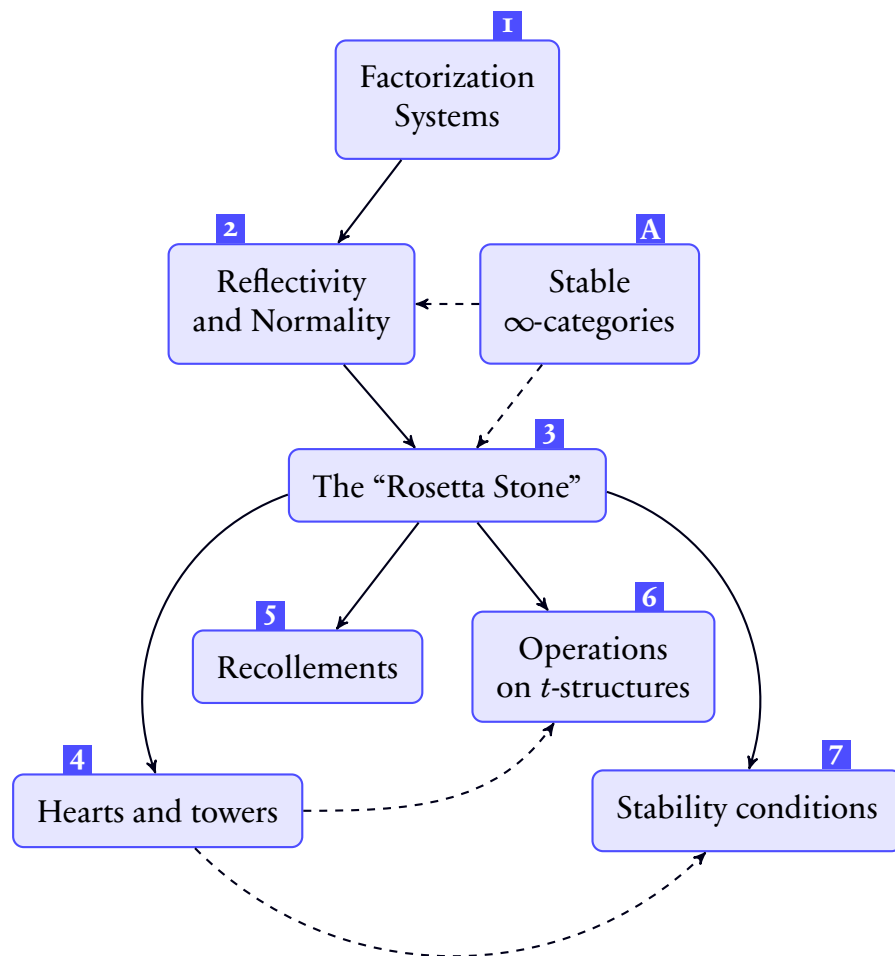 1
Factorization
Systems
2
Reflectivity
and Normality
A
Stable
∞-categories
3
The “Rosetta Stone”
5
Recollements
6
Operations
on t-structures
4
Hearts and towers
7
Stability conditions